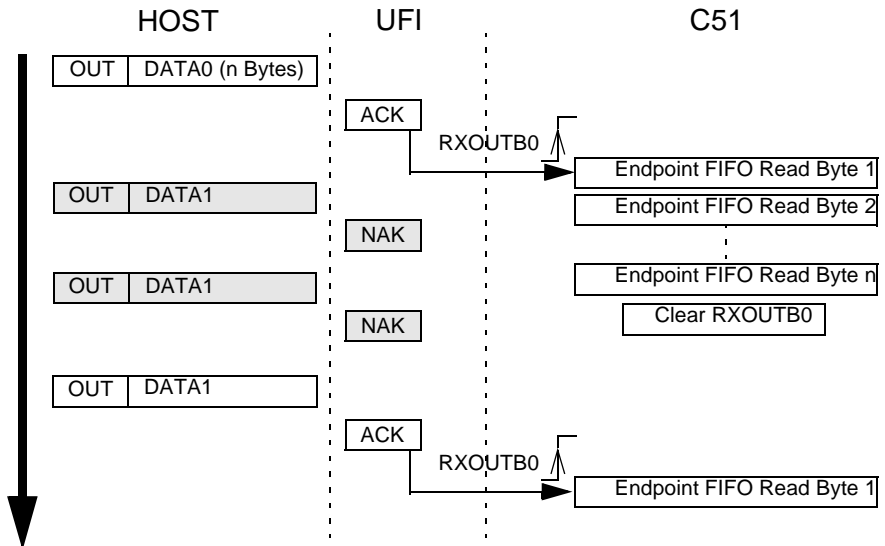 HOST UFI C51
OUT DATA0 (n Bytes)
ACK
RXOUTB0
Endpoint FIFO Read Byte 1
OUT DATA1
Endpoint FIFO Read Byte 2
NAK
OUT DATA1
Endpoint FIFO Read Byte n
NAK
Clear RXOUTB0
OUT DATA1
ACK
RXOUTB0
Endpoint FIFO Read Byte 1